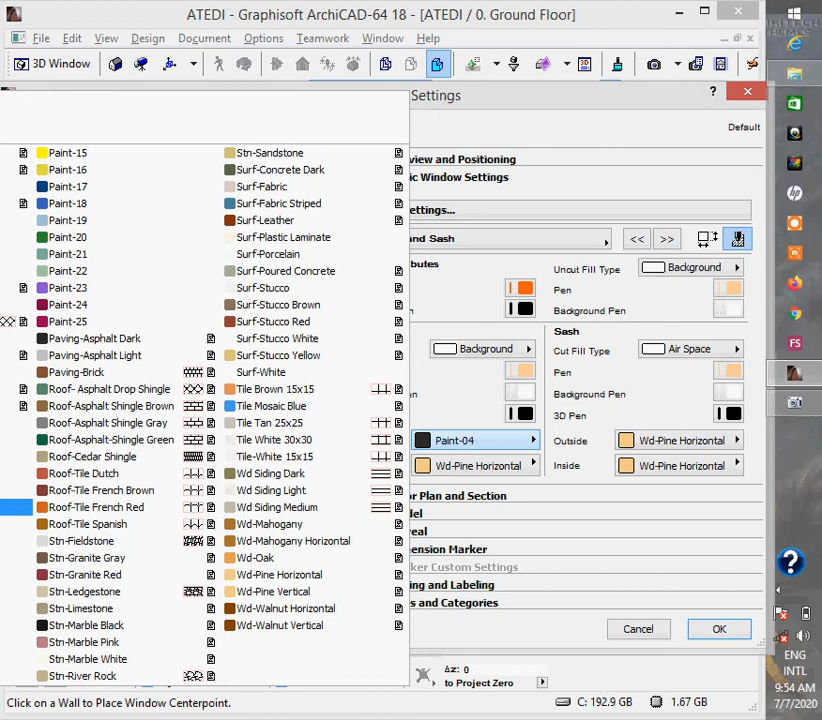 ATEDI - Graphisoft ArchiCAD-64 18 - [ATEDI / 0. Ground Floor]
File Edit View Design Document Options Teamwork Window Help
3D Window
Settings
Default
view and Positioning
ic Window Settings
ettings...
and Sash
<< >>
butes
Uncut Fill Type
Background
Pen
Background Pen
Sash
Background
Cut Fill Type
Air Space
Pen
Background Pen
3D Pen
Paint-04
Outside
Wd-Pine Horizontal
Wd-Pine Horizontal
Inside
Wd-Pine Horizontal
or Plan and Section
del
veal
nension Marker
rker Custom Settings
ing and Labeling
s and Categories
Cancel
OK
Paint-15
Paint-16
Paint-17
Paint-18
Paint-19
Paint-20
Paint-21
Paint-22
Paint-23
Paint-24
Paint-25
Paving-Asphalt Dark
Paving-Asphalt Light
Paving-Brick
Roof- Asphalt Drop Shingle
Roof-Asphalt Shingle Brown
Roof-Asphalt Shingle Gray
Roof-Asphalt-Shingle Green
Roof-Cedar Shingle
Roof-Tile Dutch
Roof-Tile French Brown
Roof-Tile French Red
Roof-Tile Spanish
Stn-Fieldstone
Stn-Granite Gray
Stn-Granite Red
Stn-Ledgestone
Stn-Limestone
Stn-Marble Black
Stn-Marble Pink
Stn-Marble White
Stn-River Rock
Stn-Sandstone
Surf-Concrete Dark
Surf-Fabric
Surf-Fabric Striped
Surf-Leather
Surf-Plastic Laminate
Surf-Porcelain
Surf-Poured Concrete
Surf-Stucco
Surf-Stucco Brown
Surf-Stucco Red
Surf-Stucco White
Surf-Stucco Yellow
Surf-White
Tile Brown 15x15
Tile Mosaic Blue
Tile Tan 25x25
Tile White 30x30
Tile-White 15x15
Wd Siding Dark
Wd Siding Light
Wd Siding Medium
Wd-Mahogany
Wd-Mahogany Horizontal
Wd-Oak
Wd-Pine Horizontal
Wd-Pine Vertical
Wd-Walnut Horizontal
Wd-Walnut Vertical
Δz: 0
to Project Zero
Click on a Wall to Place Window Centerpoint.
C: 192.9 GB
1.67 GB
hp
FS
ENG
INTL
9:54 AM
7/7/2020